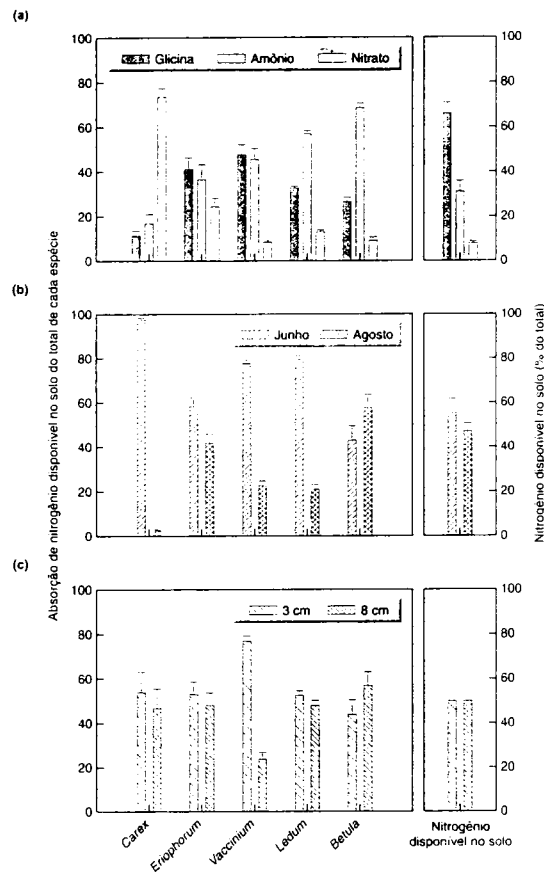 (a)
100
80
60
40
20
0
Glicina
Amônio
Nitrato
100
80
60
40
20
0
(b)
100
80
60
40
20
0
Junho
Agosto
100
80
60
40
20
0
(c)
100
80
60
40
20
0
3 cm
8 cm
100
80
60
40
20
0
Absorção de nitrogênio disponível no solo do total de cada espécie
Nitrogênio disponível no solo (% do total)
Carex
Eriophorum
Vaccinium
Ledum
Betula
Nitrogênio
disponível no solo